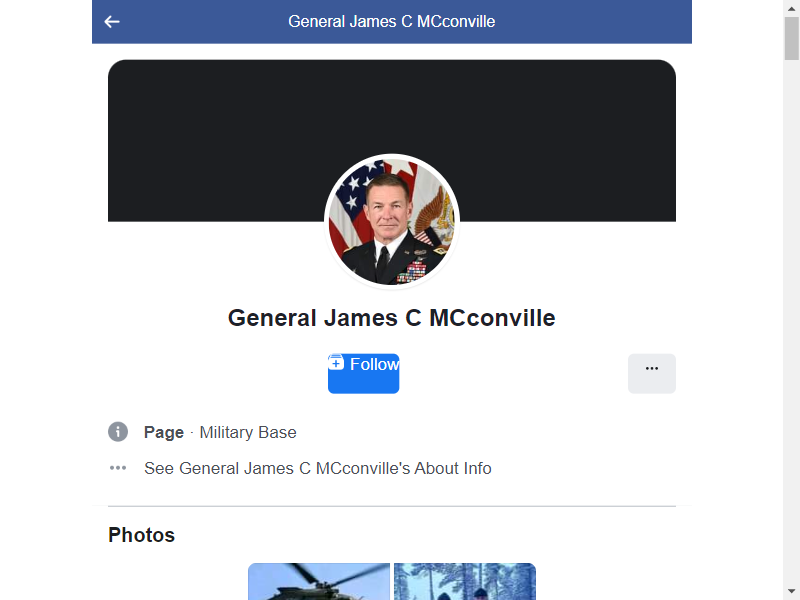 General James C MCconville
General James C MCconville
Follow
Page · Military Base
See General James C MCconville's About Info
Photos